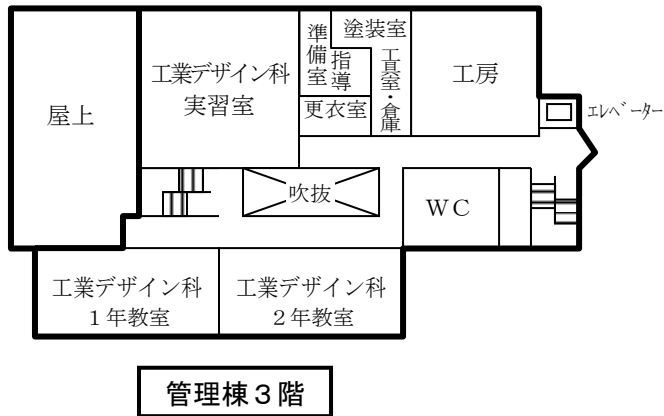 屋上
工業デザイン科
実習室
準備室
指導
更衣室
塗装室
工具室・倉庫
工房
エレベーター
吹抜
ＷＣ
工業デザイン科
１年教室
工業デザイン科
２年教室
管理棟３階